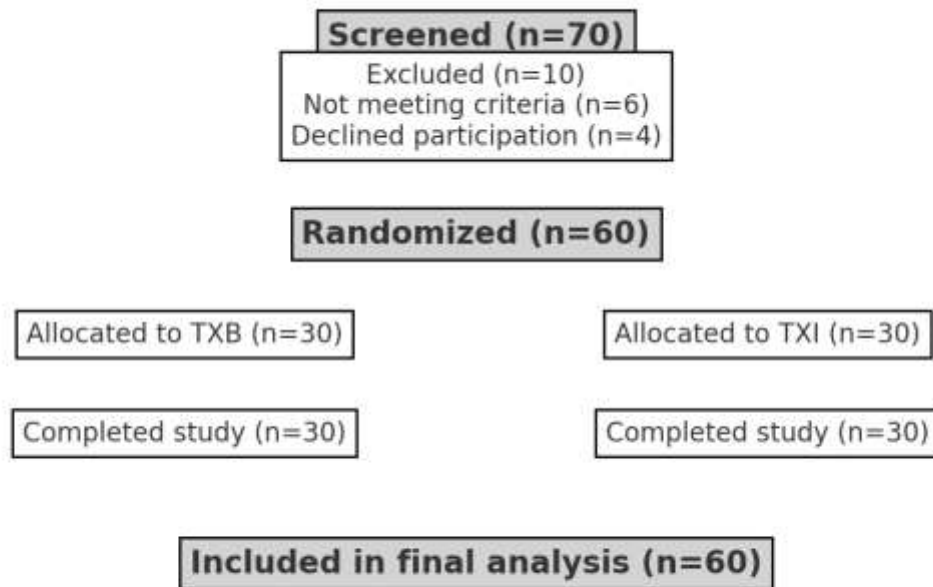 Screened (n=70)
Excluded (n=10)
Not meeting criteria (n=6)
Declined participation (n=4)
Randomized (n=60)
Allocated to TXB (n=30)
Allocated to TXI (n=30)
Completed study (n=30)
Completed study (n=30)
Included in final analysis (n=60)